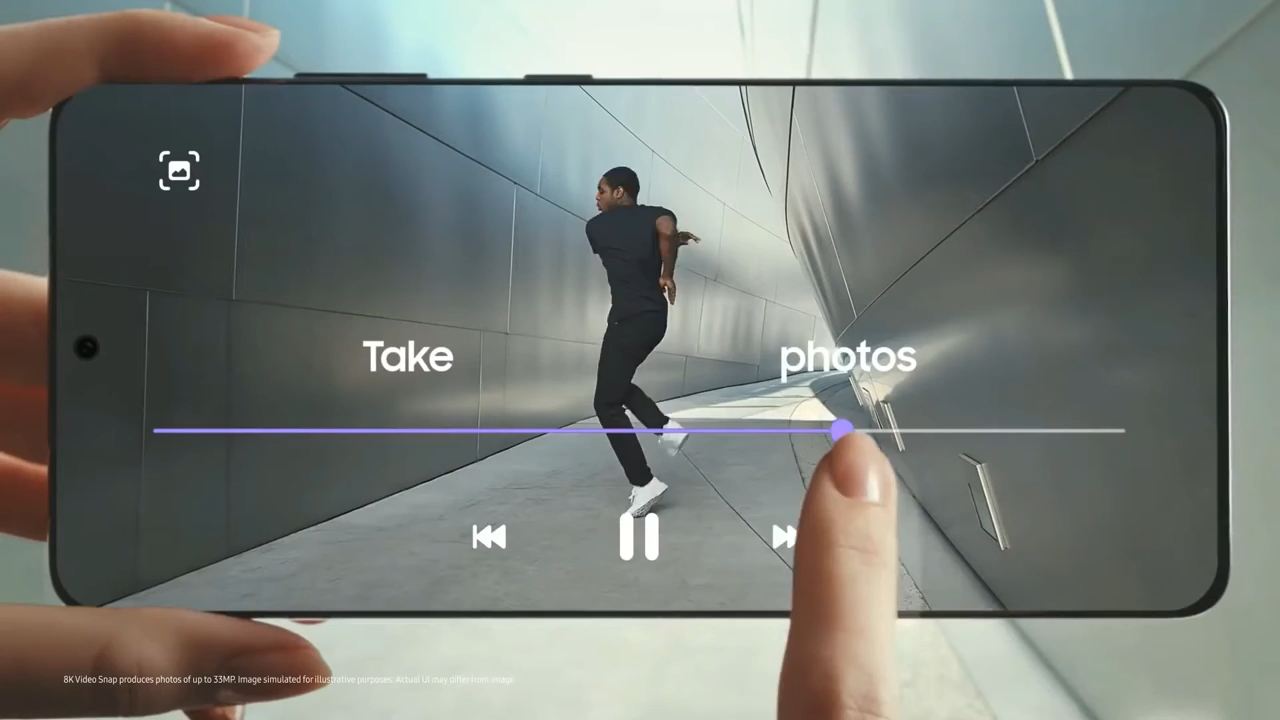 Take photos
8K Video Snap produces photos of up to 33MP. Image simulated for illustrative purposes. Actual UI may differ from image.